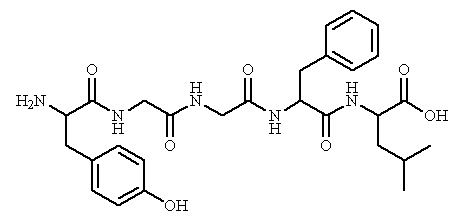 O O O
H H
H₂N N N
N N OH
H H
O O
OH